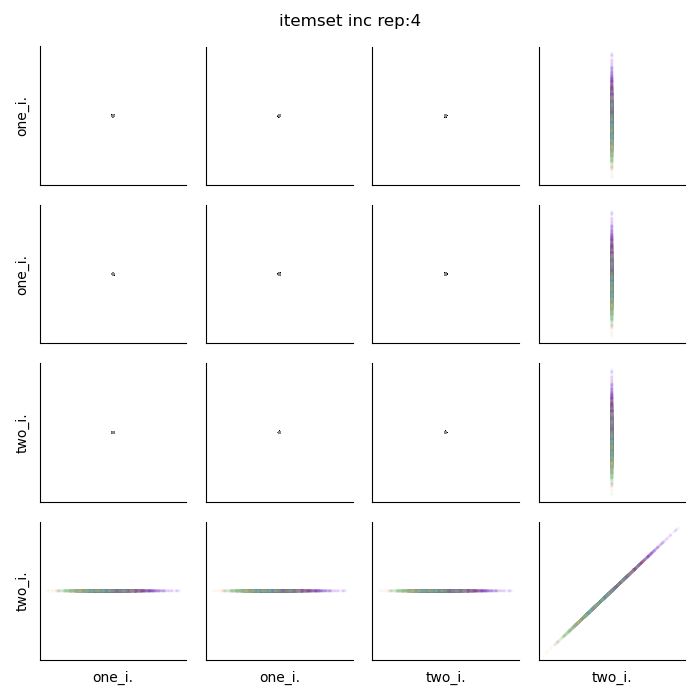 itemset inc rep:4
one_i.
one_i.
two_i.
two_i.
one_i. one_i. two_i. two_i.